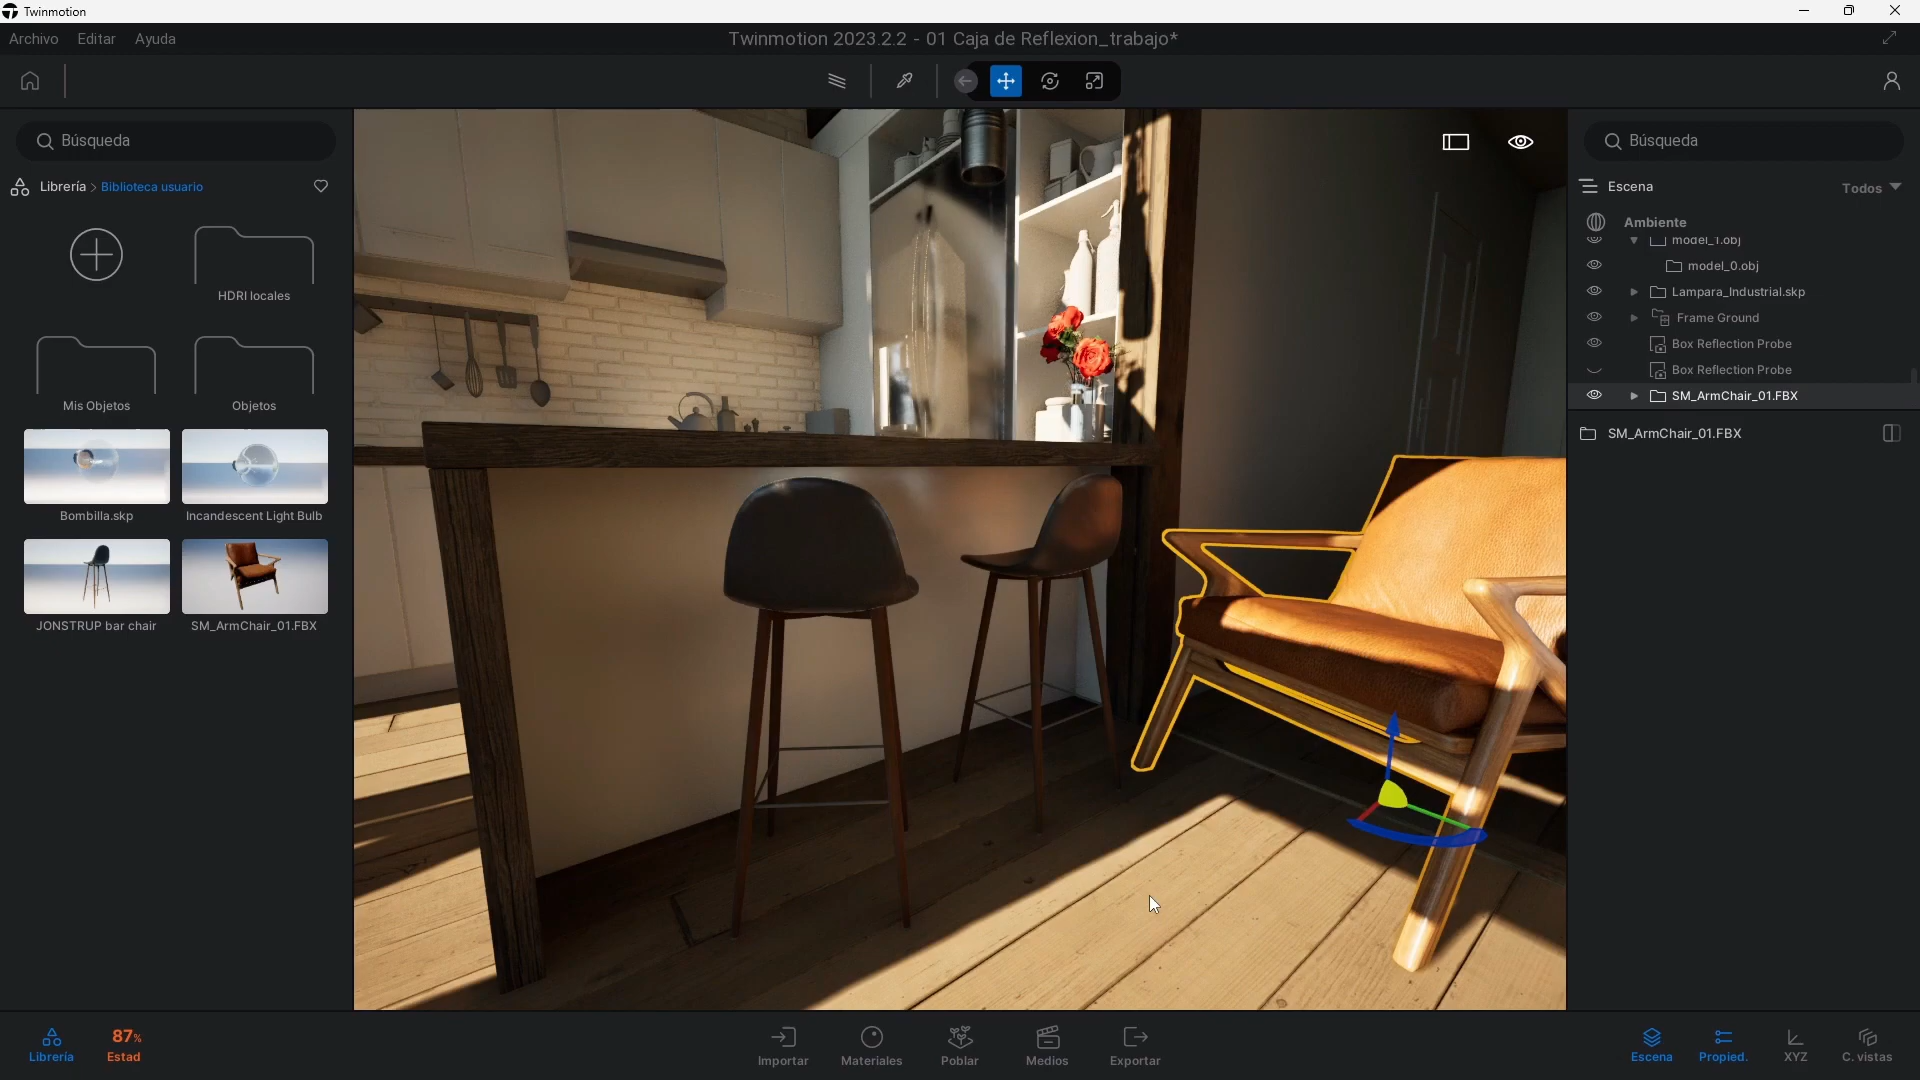 Twinmotion
Archivo Editar Ayuda
Twinmotion 2023.2.2 - 01 Caja de Reflexion_trabajo*
Búsqueda
Librería > Biblioteca usuario
HDRI locales
Mis Objetos
Objetos
Bombilla.skp
Incandescent Light Bulb
JONSTRUP bar chair
SM_ArmChair_01.FBX
Búsqueda
Escena
Todos
Ambiente
model_1.obj
model_0.obj
Lampara_Industrial.skp
Frame Ground
Box Reflection Probe
Box Reflection Probe
SM_ArmChair_01.FBX
SM_ArmChair_01.FBX
Librería
87%
Estad
Importar
Materiales
Poblar
Medios
Exportar
Escena
Propied.
XYZ
C. vistas